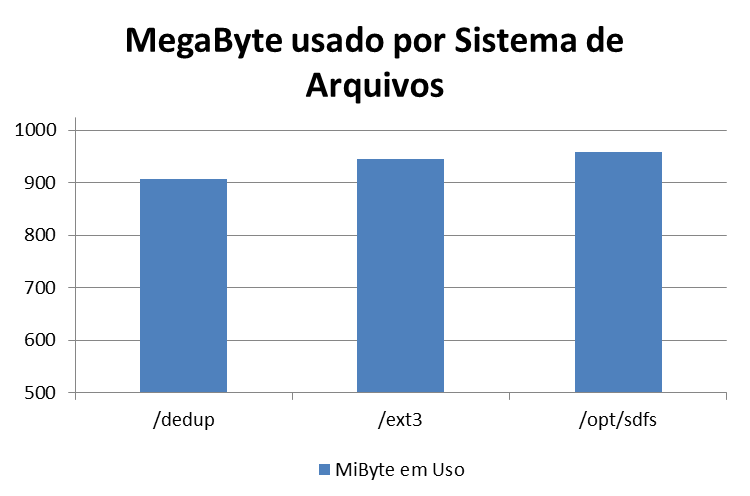 MegaByte usado por Sistema de
Arquivos
1000
900
800
700
600
500
/dedup
/ext3
/opt/sdfs
MiByte em Uso